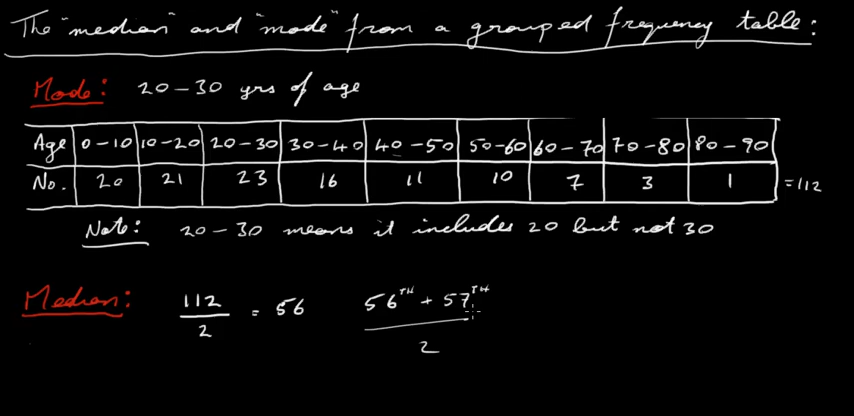 The "median" and "mode" from a grouped frequency table:
Mode: 20-30 yrs of age
Age 0-10 10-20 20-30 30-40 40-50 50-60 60-70 70-80 80-90
No. 20 21 23 16 11 10 7 3 1 =112
Note: 20-30 means it includes 20 but not 30
Median: 112/2 = 56 56TH + 57TH / 2